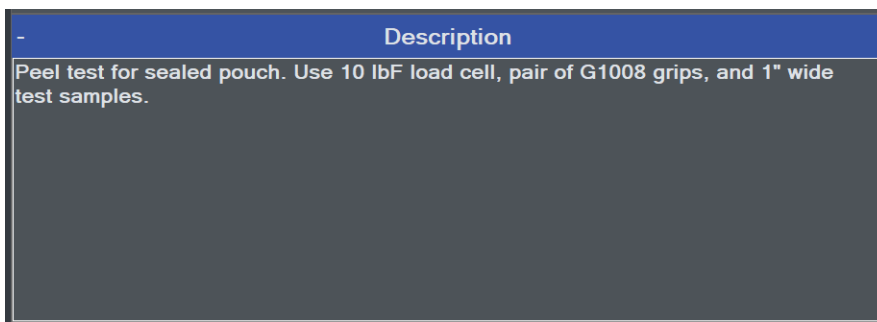 - Description
Peel test for sealed pouch. Use 10 lbF load cell, pair of G1008 grips, and 1" wide
test samples.